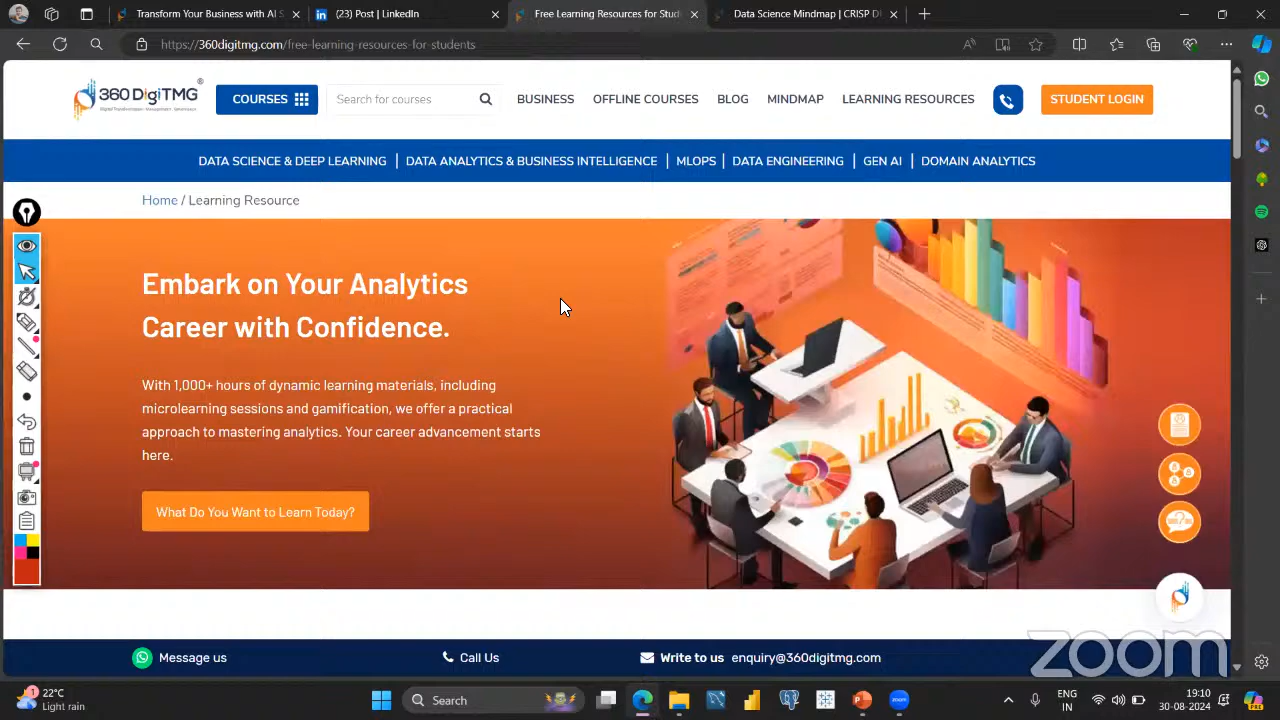 Transform Your Business with AI S
(23) Post | LinkedIn
Free Learning Resources for Stud
Data Science Mindmap | CRISP DM
https://360digitmg.com/free-learning-resources-for-students
360 DigiTMG®
COURSES
Search for courses
BUSINESS
OFFLINE COURSES
BLOG
MINDMAP
LEARNING RESOURCES
STUDENT LOGIN
DATA SCIENCE & DEEP LEARNING | DATA ANALYTICS & BUSINESS INTELLIGENCE | MLOPS | DATA ENGINEERING | GEN AI | DOMAIN ANALYTICS
Home / Learning Resource
Embark on Your Analytics
Career with Confidence.
With 1,000+ hours of dynamic learning materials, including
microlearning sessions and gamification, we offer a practical
approach to mastering analytics. Your career advancement starts
here.
What Do You Want to Learn Today?
Message us
Call Us
Write to us enquiry@360digitmg.com
zoom
1
22°C
Light rain
Search
ENG
IN
19:10
30-08-2024